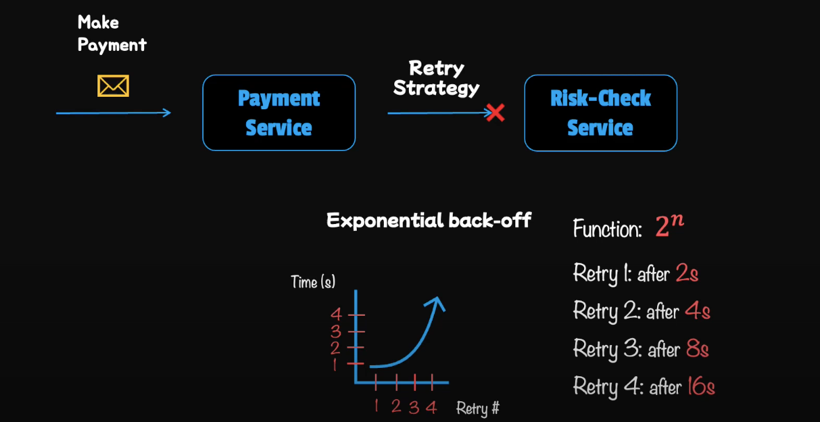 Make
Payment
Payment
Service
Retry
Strategy
Risk-Check
Service
Exponential back-off
Time (s)
4
3
2
1
1 2 3 4
Retry #
Function: 2ⁿ
Retry 1: after 2s
Retry 2: after 4s
Retry 3: after 8s
Retry 4: after 16s